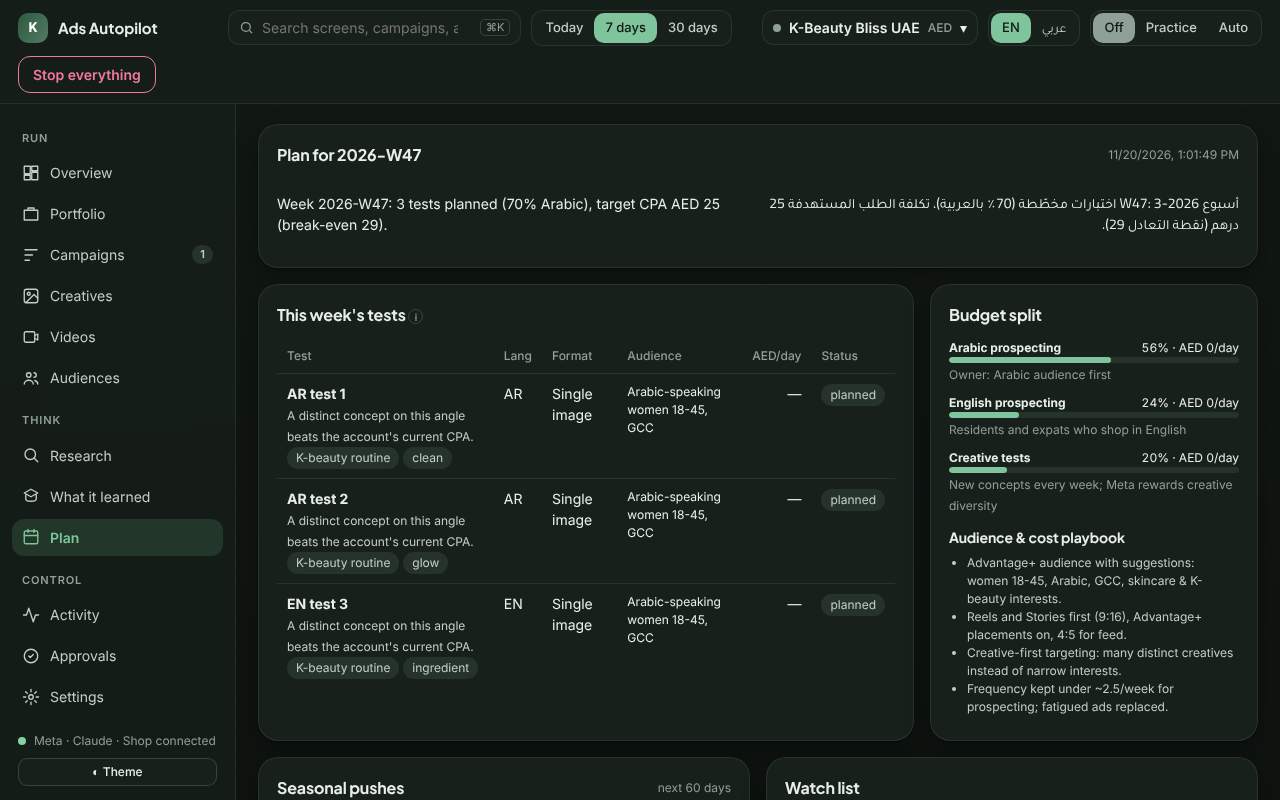 K Ads Autopilot
Search screens, campaigns, a ⌘K
Today 7 days 30 days
K-Beauty Bliss UAE AED ▾
EN عربي
Off Practice Auto
Stop everything
RUN
Overview
Portfolio
Campaigns 1
Creatives
Videos
Audiences
THINK
Research
What it learned
Plan
CONTROL
Activity
Approvals
Settings
Meta · Claude · Shop connected
Theme
Plan for 2026-W47
11/20/2026, 1:01:49 PM
Week 2026-W47: 3 tests planned (70% Arabic), target CPA AED 25
(break-even 29).
أسبوع 2026-W47: 3 اختبارات مخطّطة (70٪ بالعربية)، تكلفة الطلب المستهدفة 25
درهم (نقطة التعادل 29).
This week's tests i
Test Lang Format Audience AED/day Status
AR test 1 AR Single Arabic-speaking — planned
image women 18-45,
GCC
A distinct concept on this angle
beats the account's current CPA.
K-beauty routine clean
AR test 2 AR Single Arabic-speaking — planned
image women 18-45,
GCC
A distinct concept on this angle
beats the account's current CPA.
K-beauty routine glow
EN test 3 EN Single Arabic-speaking — planned
image women 18-45,
GCC
A distinct concept on this angle
beats the account's current CPA.
K-beauty routine ingredient
Budget split
Arabic prospecting 56% · AED 0/day
Owner: Arabic audience first
English prospecting 24% · AED 0/day
Residents and expats who shop in English
Creative tests 20% · AED 0/day
New concepts every week; Meta rewards creative
diversity
Audience & cost playbook
• Advantage+ audience with suggestions:
women 18-45, Arabic, GCC, skincare & K-
beauty interests.
• Reels and Stories first (9:16), Advantage+
placements on, 4:5 for feed.
• Creative-first targeting: many distinct creatives
instead of narrow interests.
• Frequency kept under ~2.5/week for
prospecting; fatigued ads replaced.
Seasonal pushes next 60 days
Watch list